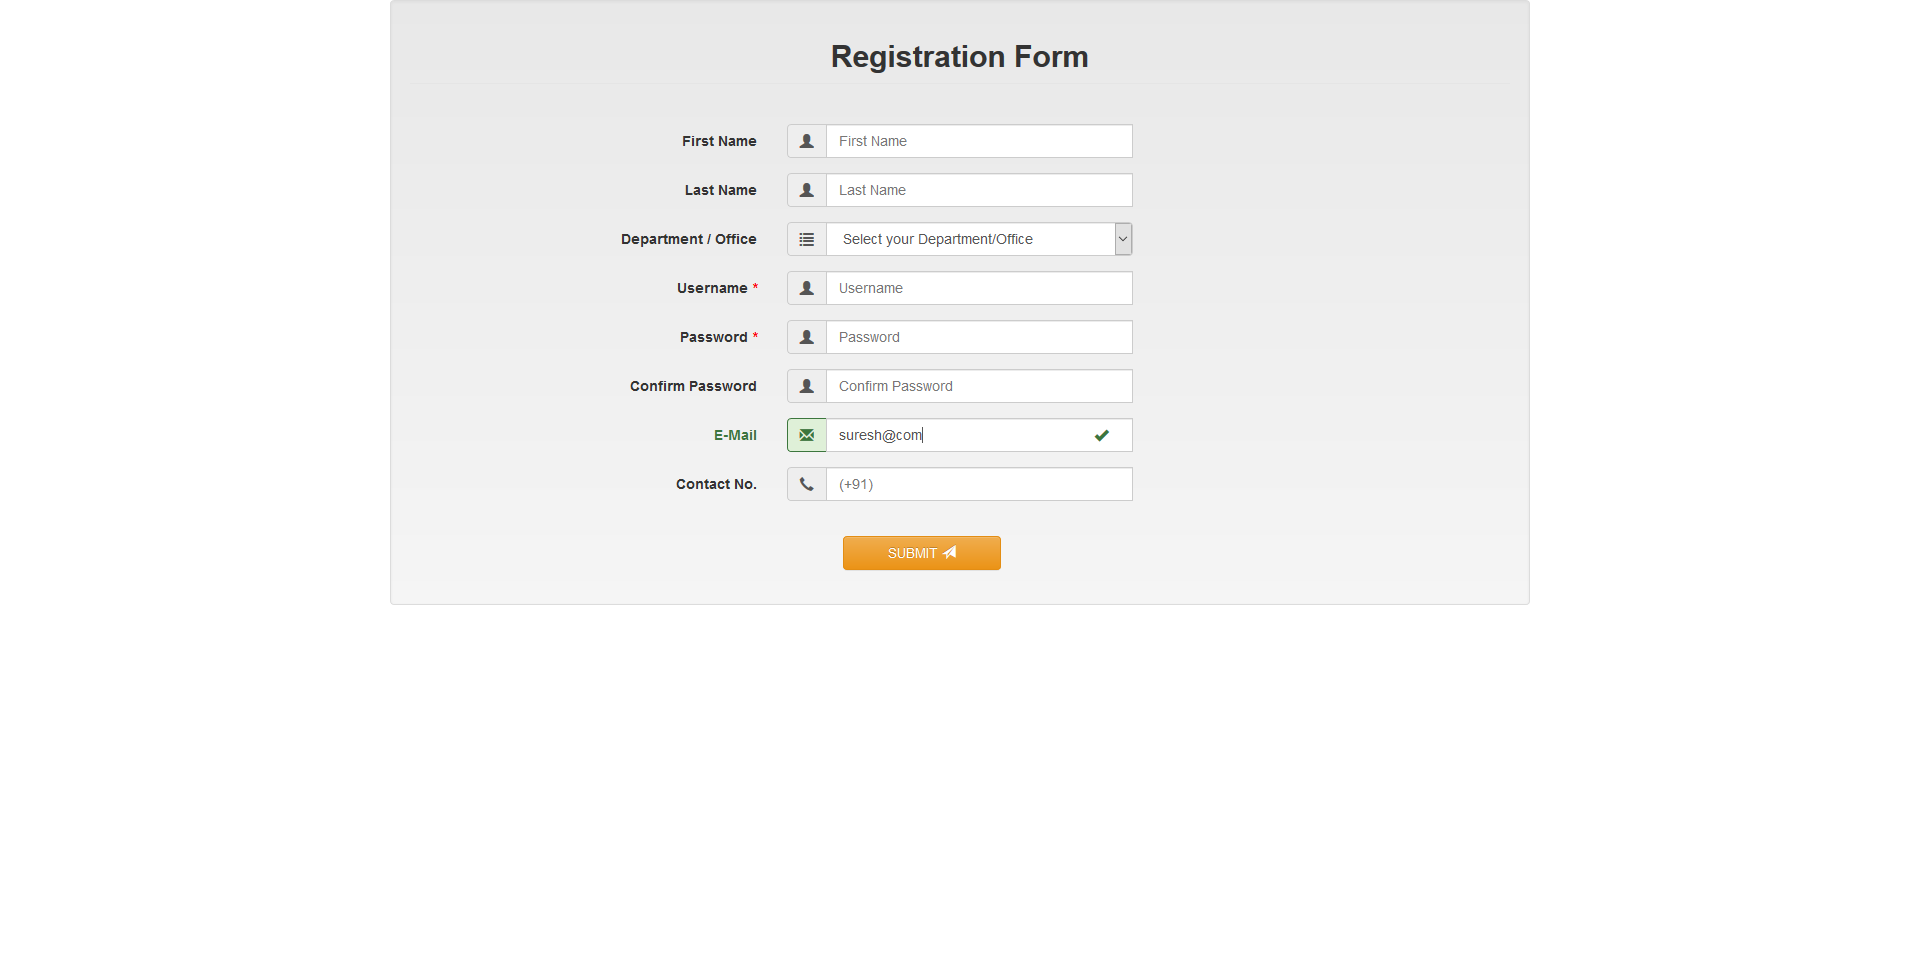 Registration Form
First Name First Name
Last Name Last Name
Department / Office Select your Department/Office
Username * Username
Password * Password
Confirm Password Confirm Password
E-Mail suresh@com
Contact No. (+91)
SUBMIT